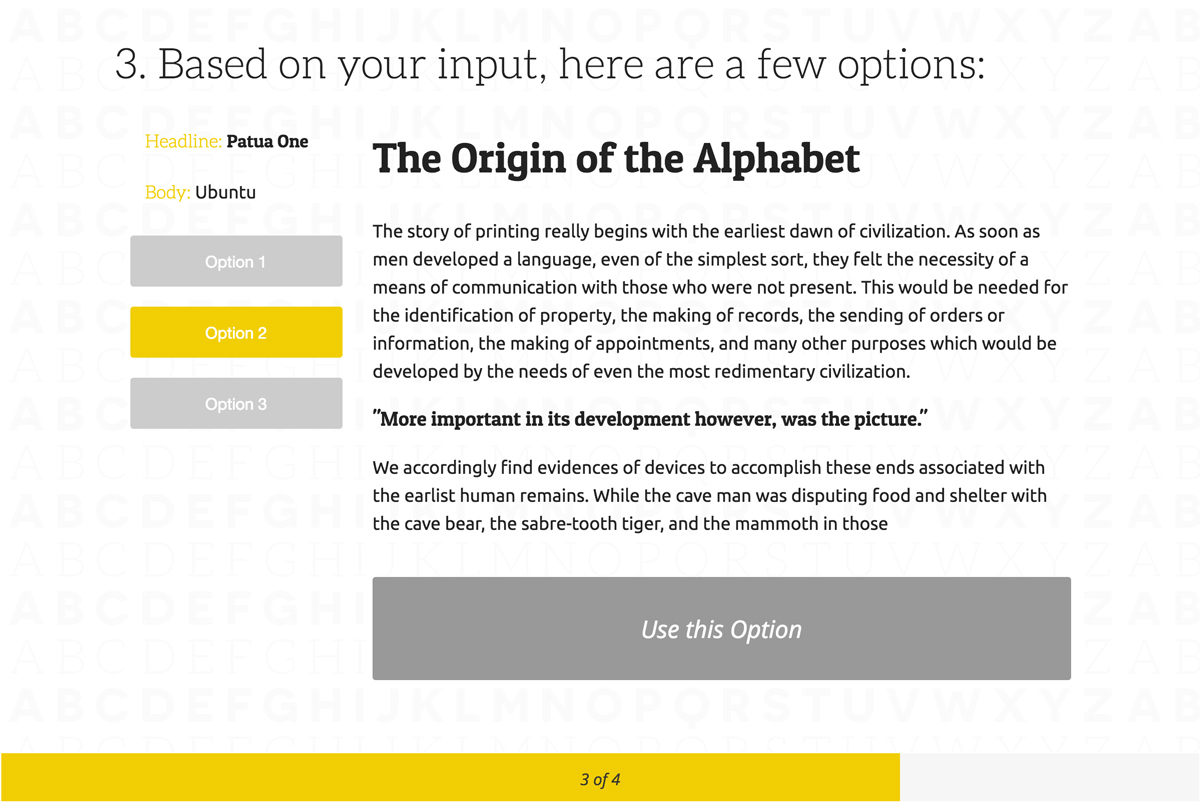 3. Based on your input, here are a few options:
Headline: Patua One
Body: Ubuntu
Option 1
Option 2
Option 3
The Origin of the Alphabet
The story of printing really begins with the earliest dawn of civilization. As soon as
men developed a language, even of the simplest sort, they felt the necessity of a
means of communication with those who were not present. This would be needed for
the identification of property, the making of records, the sending of orders or
information, the making of appointments, and many other purposes which would be
developed by the needs of even the most redimentary civilization.
"More important in its development however, was the picture."
We accordingly find evidences of devices to accomplish these ends associated with
the earlist human remains. While the cave man was disputing food and shelter with
the cave bear, the sabre-tooth tiger, and the mammoth in those
Use this Option
3 of 4